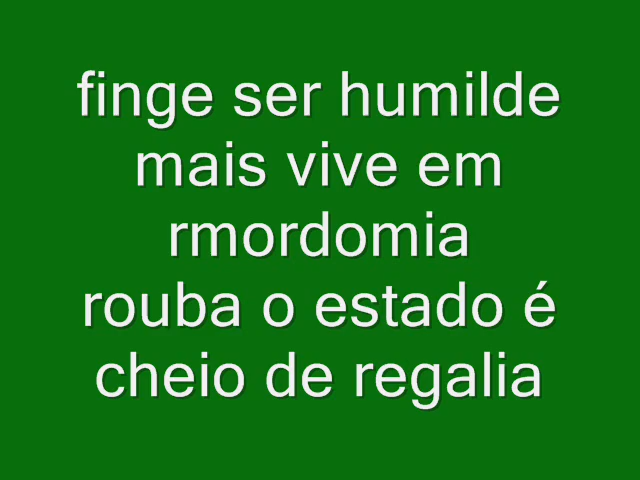 finge ser humilde
mais vive em
rmordomia
rouba o estado é
cheio de regalia